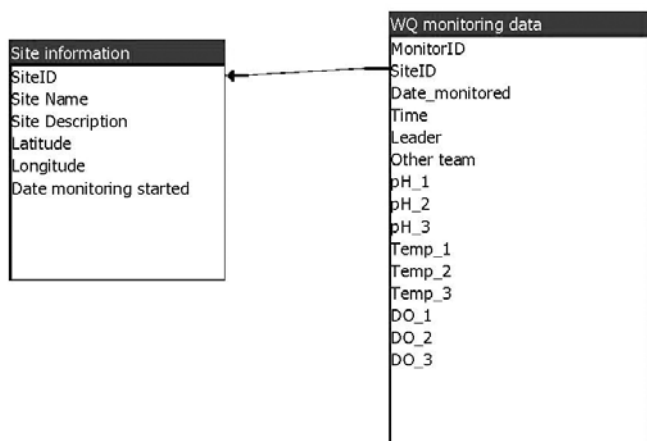 Site information
SiteID
Site Name
Site Description
Latitude
Longitude
Date monitoring started
WQ monitoring data
MonitorID
SiteID
Date_monitored
Time
Leader
Other team
pH_1
pH_2
pH_3
Temp_1
Temp_2
Temp_3
DO_1
DO_2
DO_3